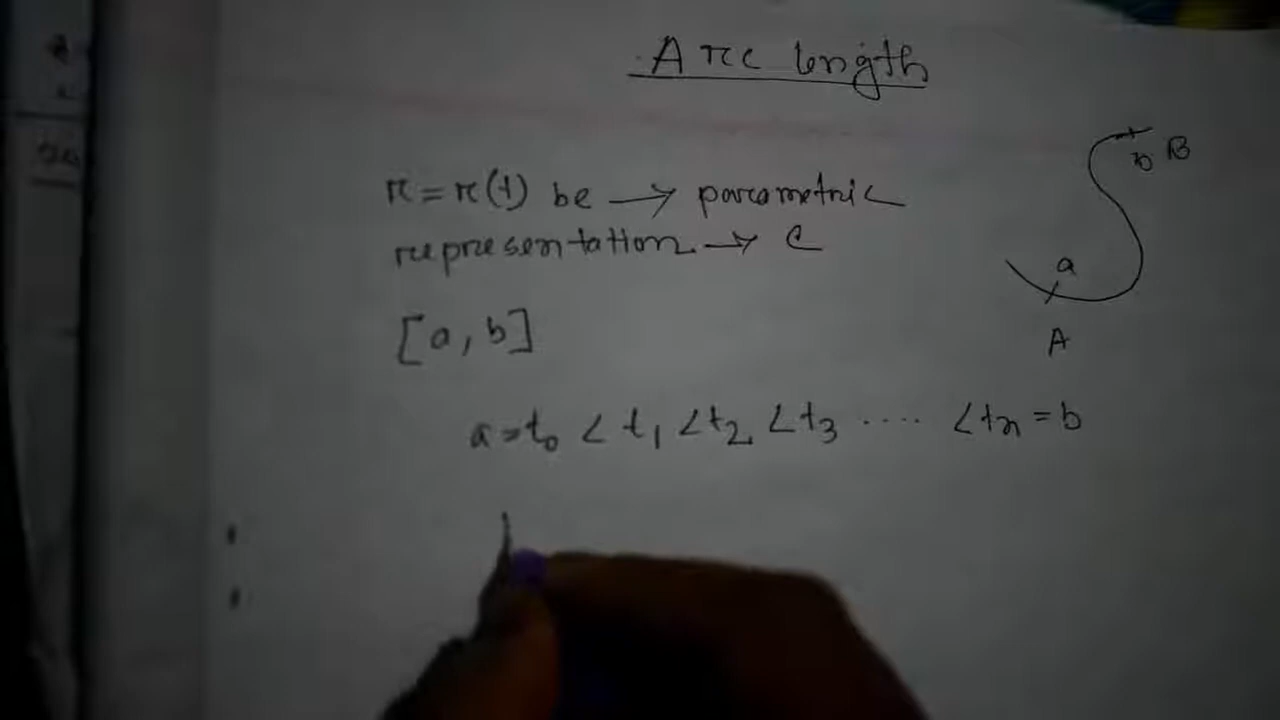 Arc length
r = r(t) be → parametric
representation → C
[a, b]
a = t₀ < t₁ < t₂ < t₃ .... < tn = b
b B
a
A